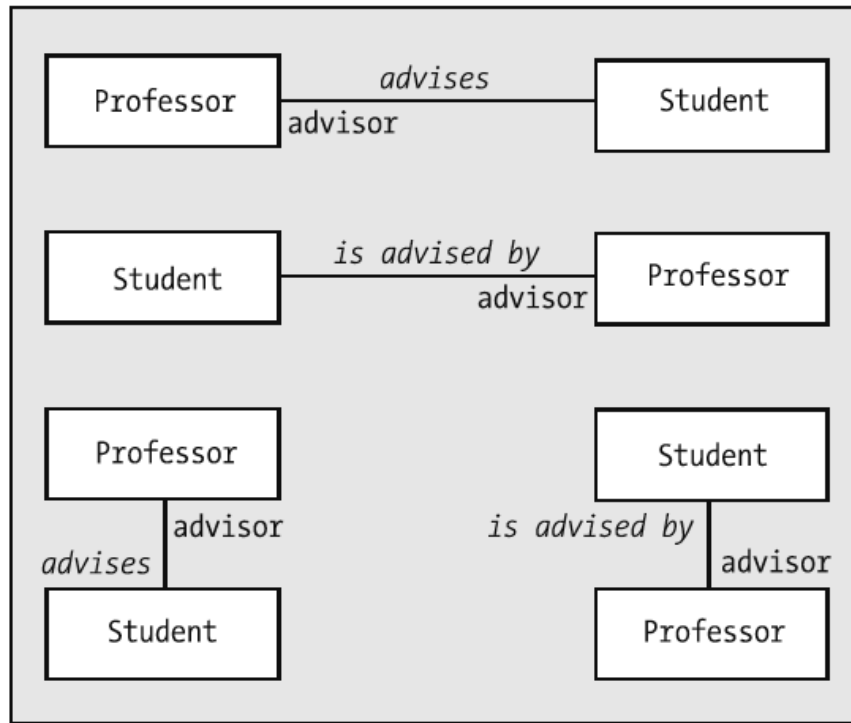 advises
Professor
Student
advisor
is advised by
Student
Professor
advisor
Professor
advisor
advises
Student
Student
is advised by
advisor
Professor